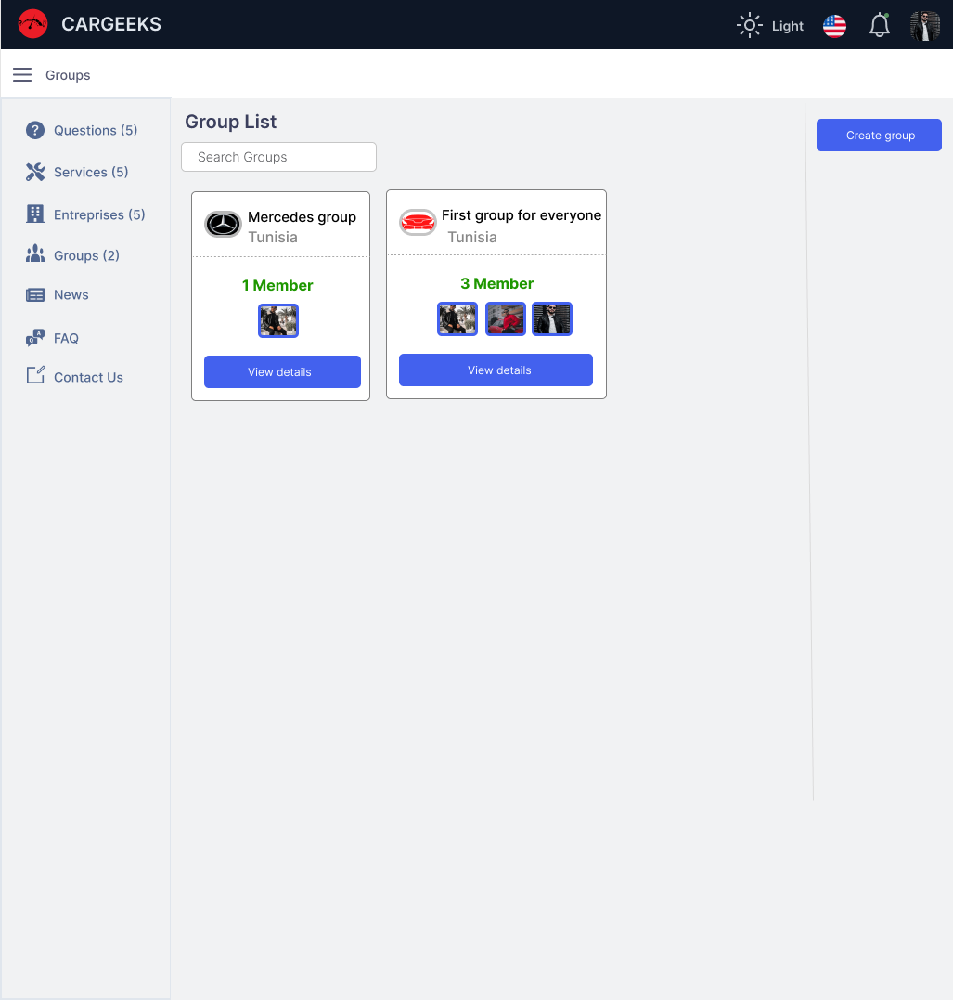 CARGEEKS
Light
Groups
Questions (5)
Services (5)
Entreprises (5)
Groups (2)
News
FAQ
Contact Us
Group List
Search Groups
Create group
Mercedes group
Tunisia
1 Member
View details
First group for everyone
Tunisia
3 Member
View details